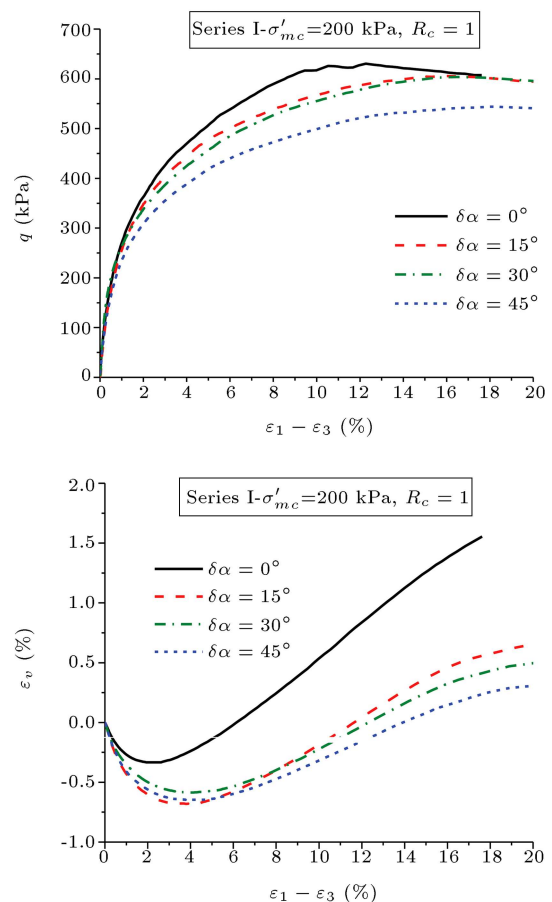 Series I-σ′mc=200 kPa, Rc = 1
700
600
500
400
300
200
100
0
q (kPa)
δα = 0°
δα = 15°
δα = 30°
δα = 45°
0 2 4 6 8 10 12 14 16 18 20
ε1 − ε3 (%)
Series I-σ′mc=200 kPa, Rc = 1
2.0
1.5
1.0
0.5
0.0
-0.5
-1.0
εv (%)
δα = 0°
δα = 15°
δα = 30°
δα = 45°
0 2 4 6 8 10 12 14 16 18 20
ε1 − ε3 (%)